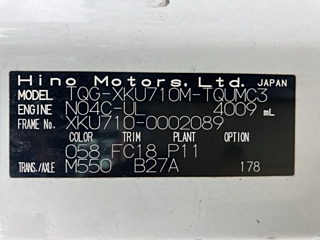 Hino Motors, Ltd. JAPAN
MODEL TQG-XKU710M-TQUMC3
ENGINE N04C-UL 4009 mL
FRAME No. XKU710-0002089
COLOR TRIM PLANT OPTION
058 FC18 P11
TRANS./AXLE M550 B27A 178